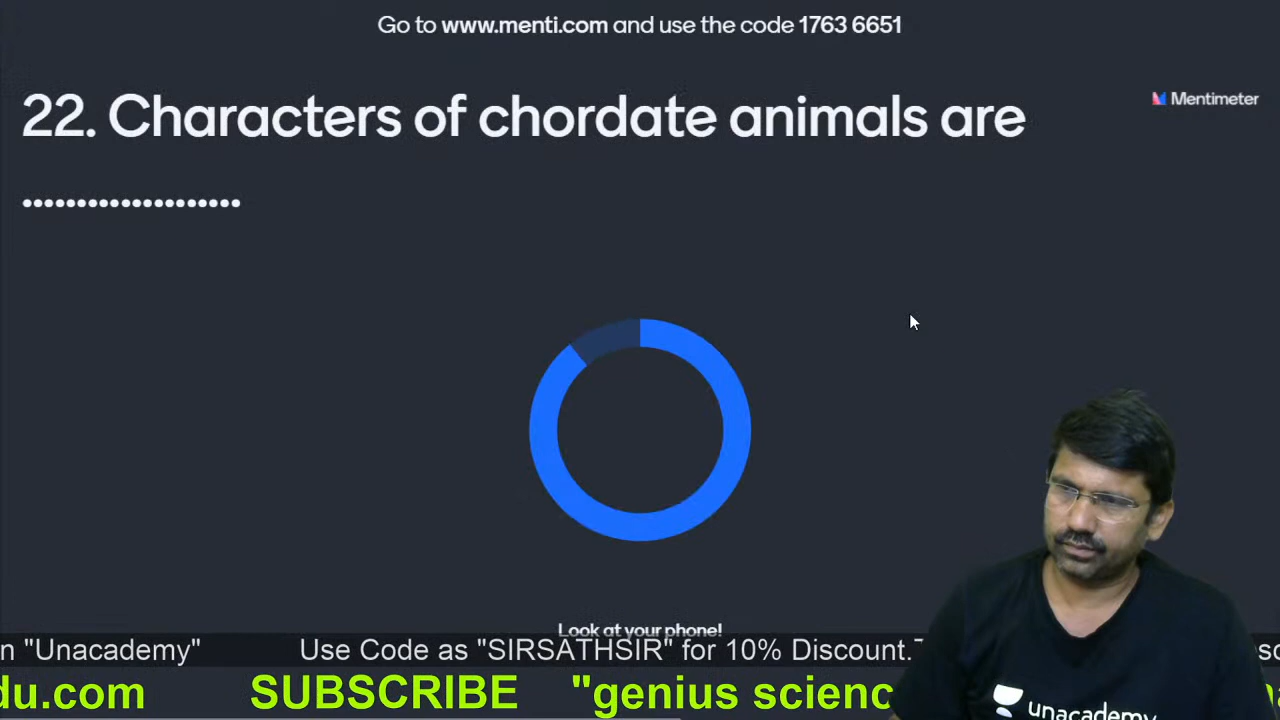 Go to www.menti.com and use the code 1763 6651
Mentimeter
22. Characters of chordate animals are
....................
Look at your phone!
n "Unacademy" Use Code as "SIRSATHSIR" for 10% Discount.
du.com SUBSCRIBE "genius scienc
unacademy